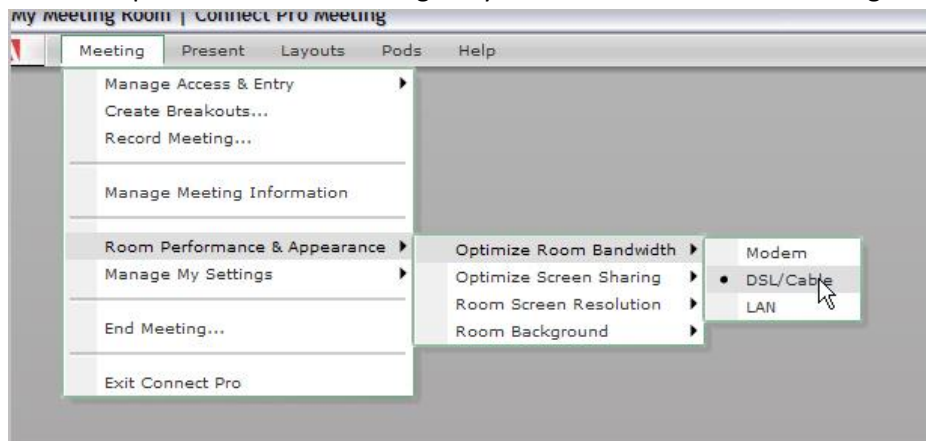 My Meeting Room | Connect Pro Meeting
Meeting Present Layouts Pods Help
Manage Access & Entry
Create Breakouts...
Record Meeting...
Manage Meeting Information
Room Performance & Appearance
Manage My Settings
End Meeting...
Exit Connect Pro
Optimize Room Bandwidth
Optimize Screen Sharing
Room Screen Resolution
Room Background
Modem
DSL/Cable
LAN